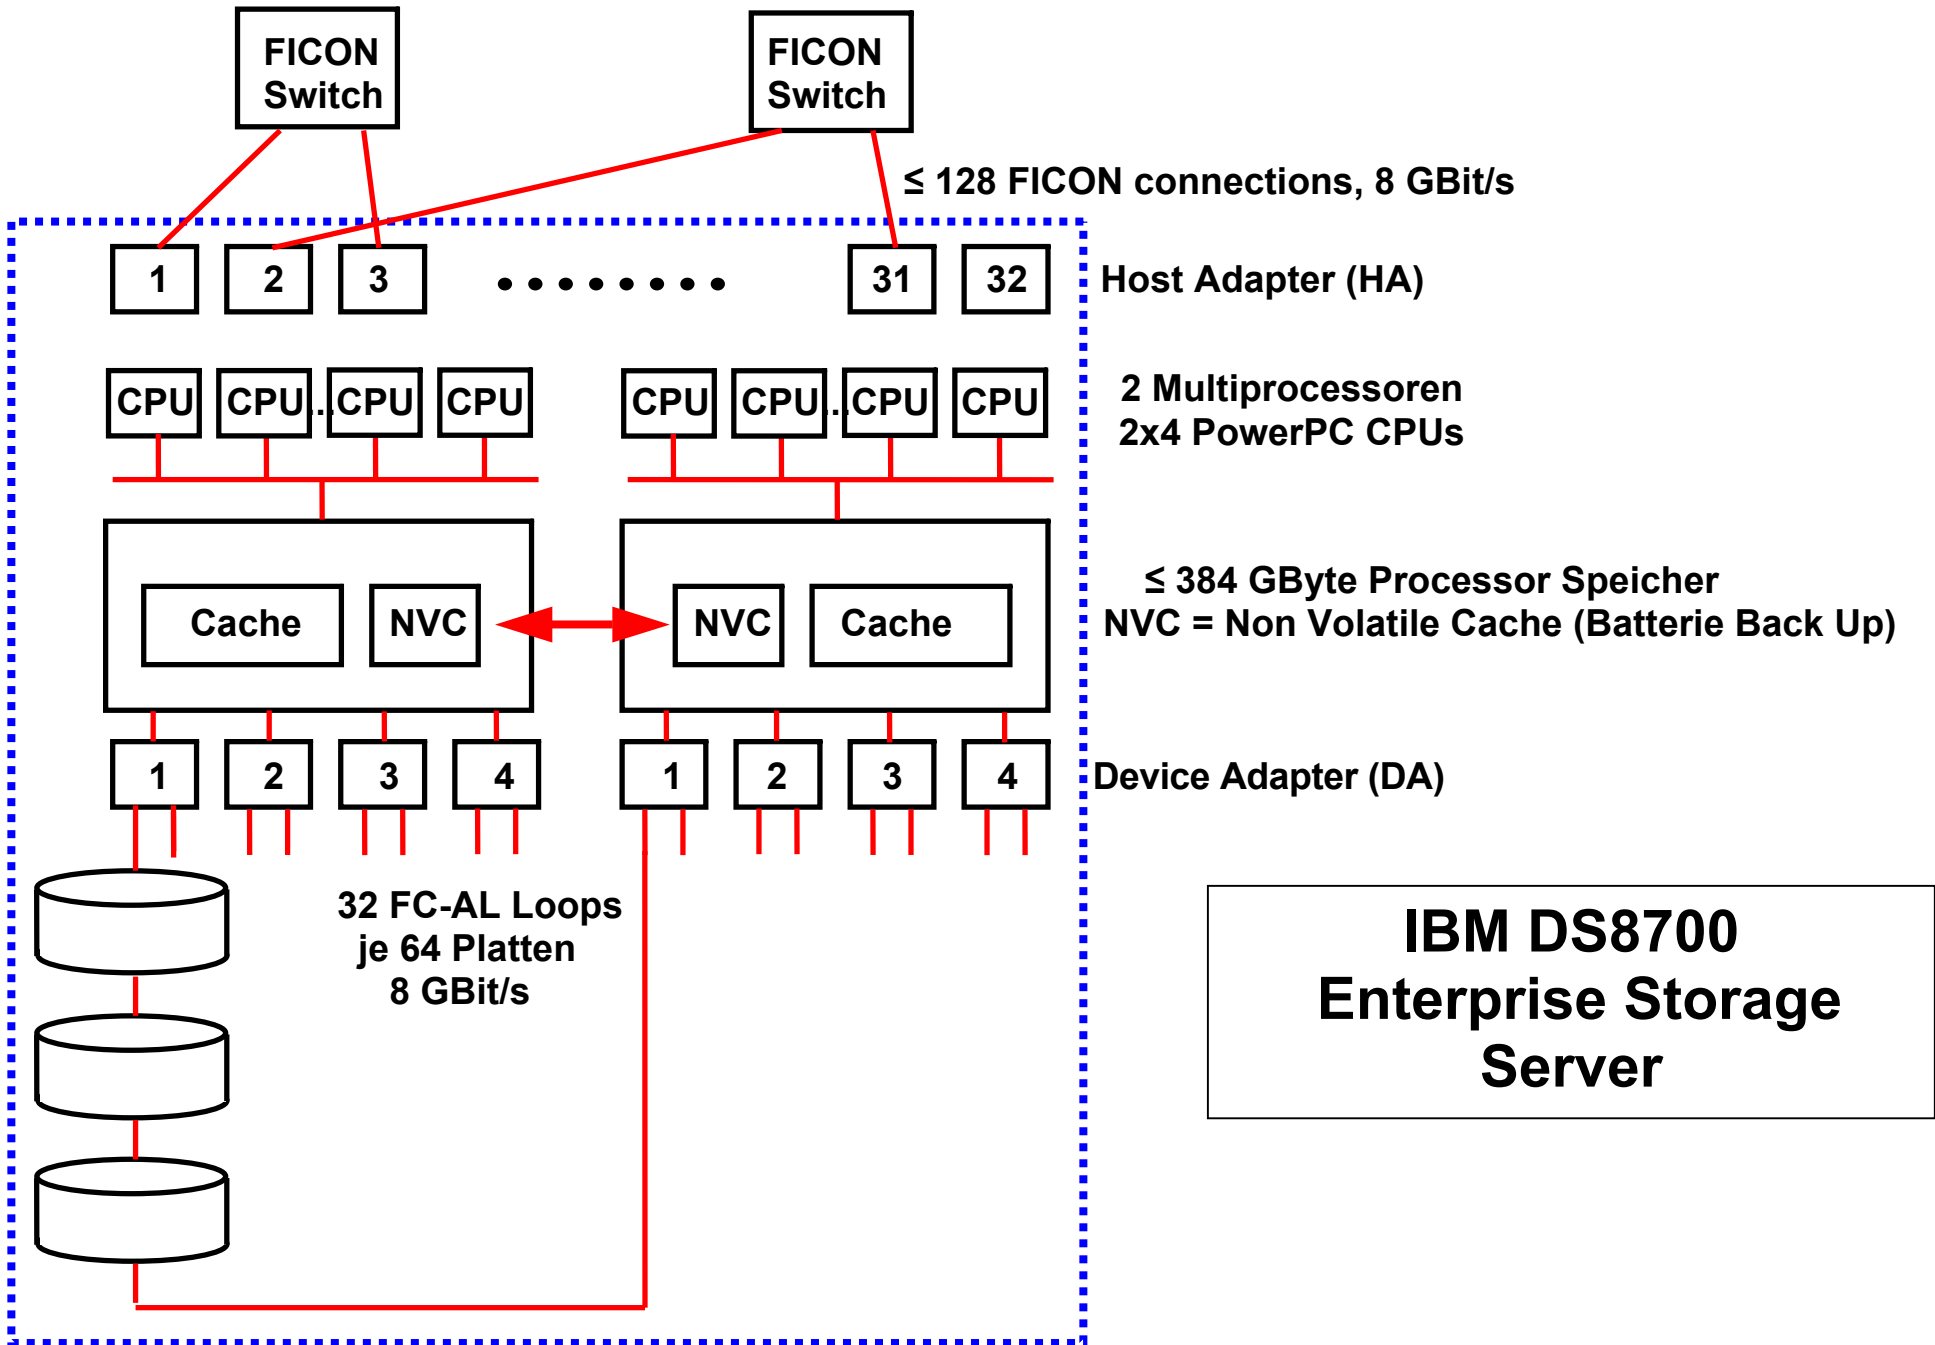 FICON
Switch
FICON
Switch
≤ 128 FICON connections, 8 GBit/s
1 2 3 ........ 31 32 Host Adapter (HA)
CPU CPU...CPU CPU CPU CPU...CPU CPU
2 Multiprocessoren
2x4 PowerPC CPUs
≤ 384 GByte Processor Speicher
Cache NVC NVC Cache NVC = Non Volatile Cache (Batterie Back Up)
1 2 3 4 1 2 3 4 Device Adapter (DA)
32 FC-AL Loops
je 64 Platten
8 GBit/s
IBM DS8700
Enterprise Storage
Server